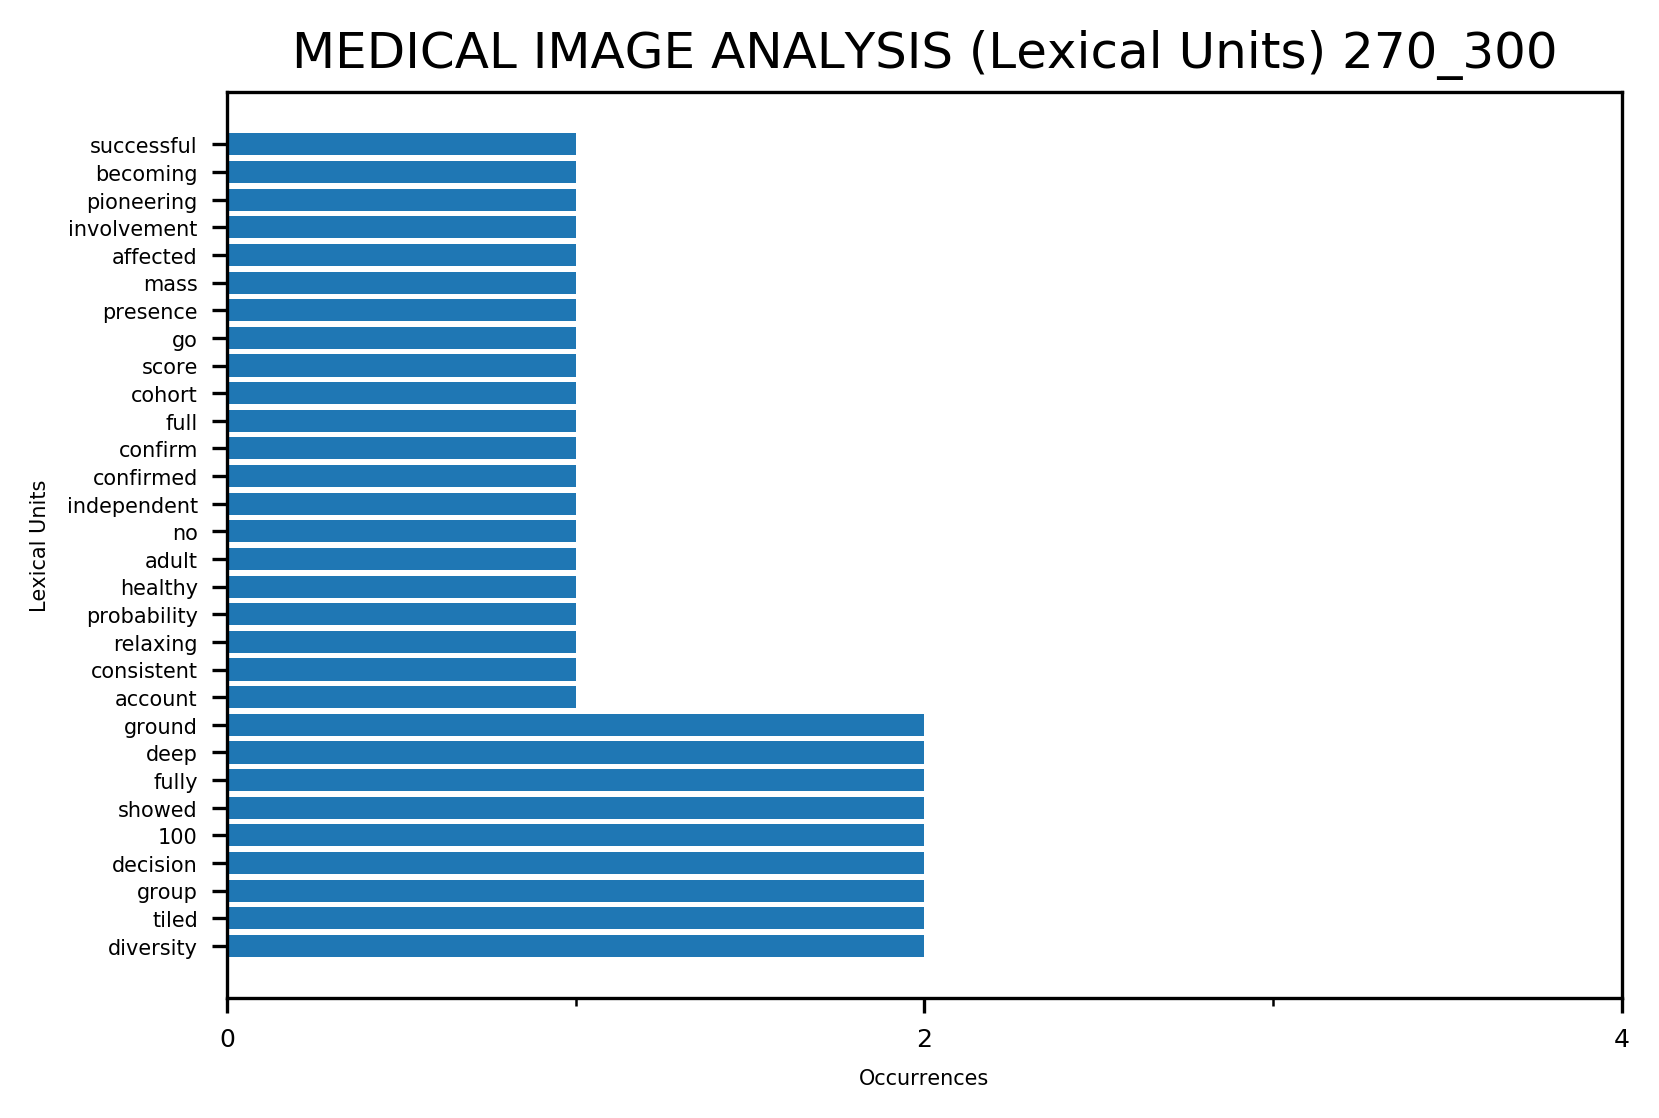 MEDICAL IMAGE ANALYSIS (Lexical Units) 270_300
successful
becoming
pioneering
involvement
affected
mass
presence
go
score
cohort
full
confirm
confirmed
independent
no
adult
healthy
probability
relaxing
consistent
account
ground
deep
fully
showed
100
decision
group
tiled
diversity
Lexical Units
0 2 4
Occurrences